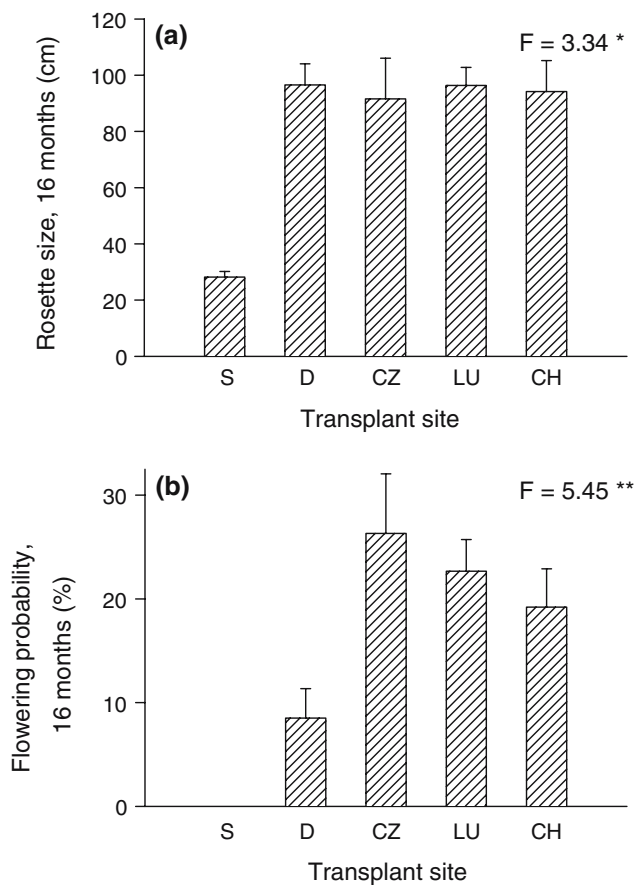 (a)
F = 3.34 *
Rosette size, 16 months (cm)
120
100
80
60
40
20
0
S D CZ LU CH
Transplant site
(b)
F = 5.45 **
Flowering probability,
16 months (%)
30
20
10
0
S D CZ LU CH
Transplant site